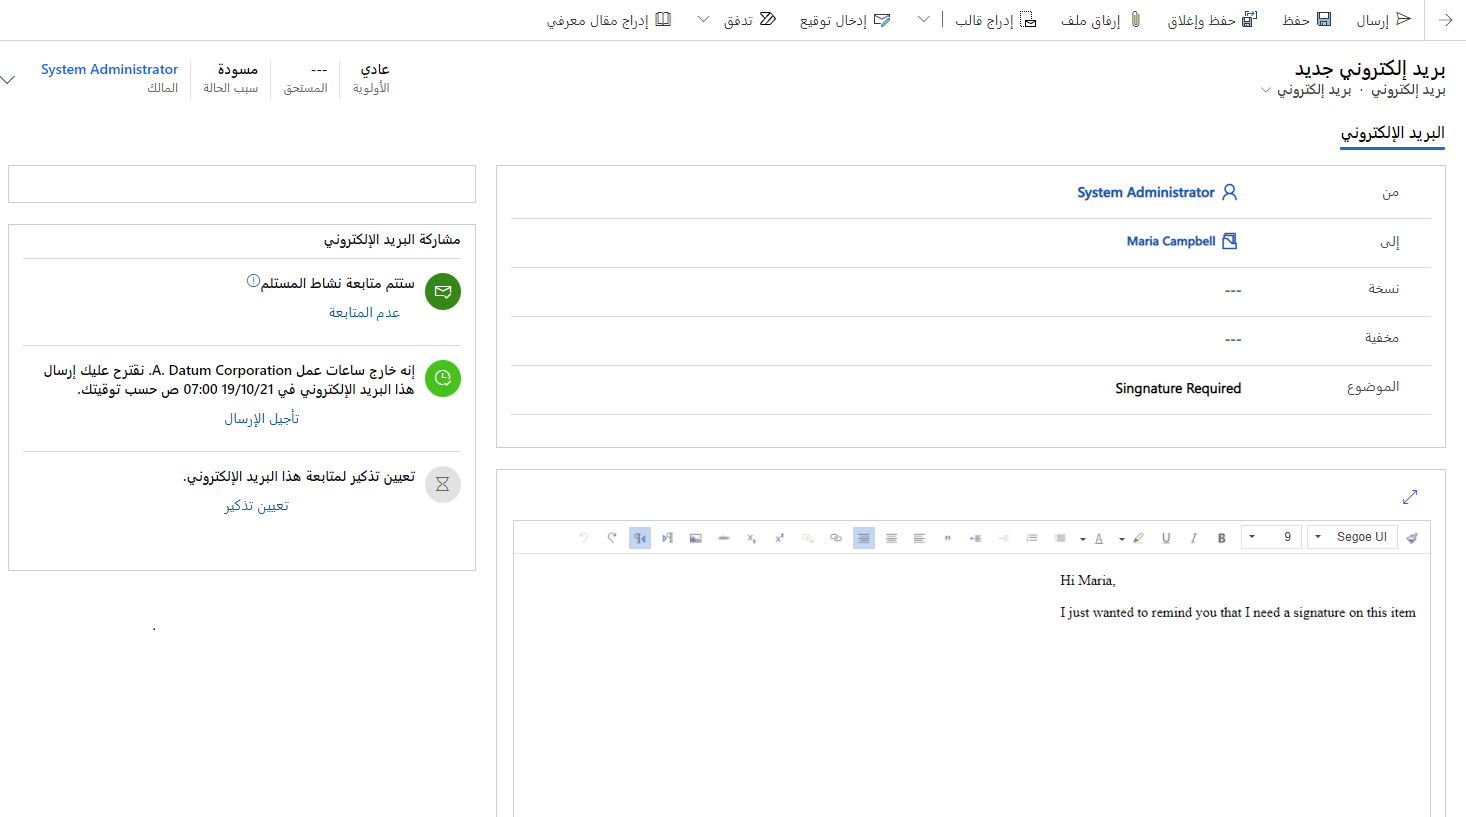 إرسال
حفظ
حفظ وإغلاق
إرفاق ملف
إدراج قالب
إدخال توقيع
تدفق
إدراج مقال معرفي
بريد إلكتروني جديد
بريد إلكتروني · بريد إلكتروني
عادي
الأولوية
---
المستحق
مسودة
سبب الحالة
System Administrator
المالك
البريد الإلكتروني
من
System Administrator
إلى
Maria Campbell
نسخة
---
مخفية
---
الموضوع
Singnature Required
Segoe UI
9
Hi Maria,
I just wanted to remind you that I need a signature on this item
مشاركة البريد الإلكتروني
ستتم متابعة نشاط المستلم
عدم المتابعة
إنه خارج ساعات عمل A. Datum Corporation. نقترح عليك إرسال
هذا البريد الإلكتروني في 19/10/21 07:00 ص حسب توقيتك.
تأجيل الإرسال
تعيين تذكير لمتابعة هذا البريد الإلكتروني.
تعيين تذكير
.